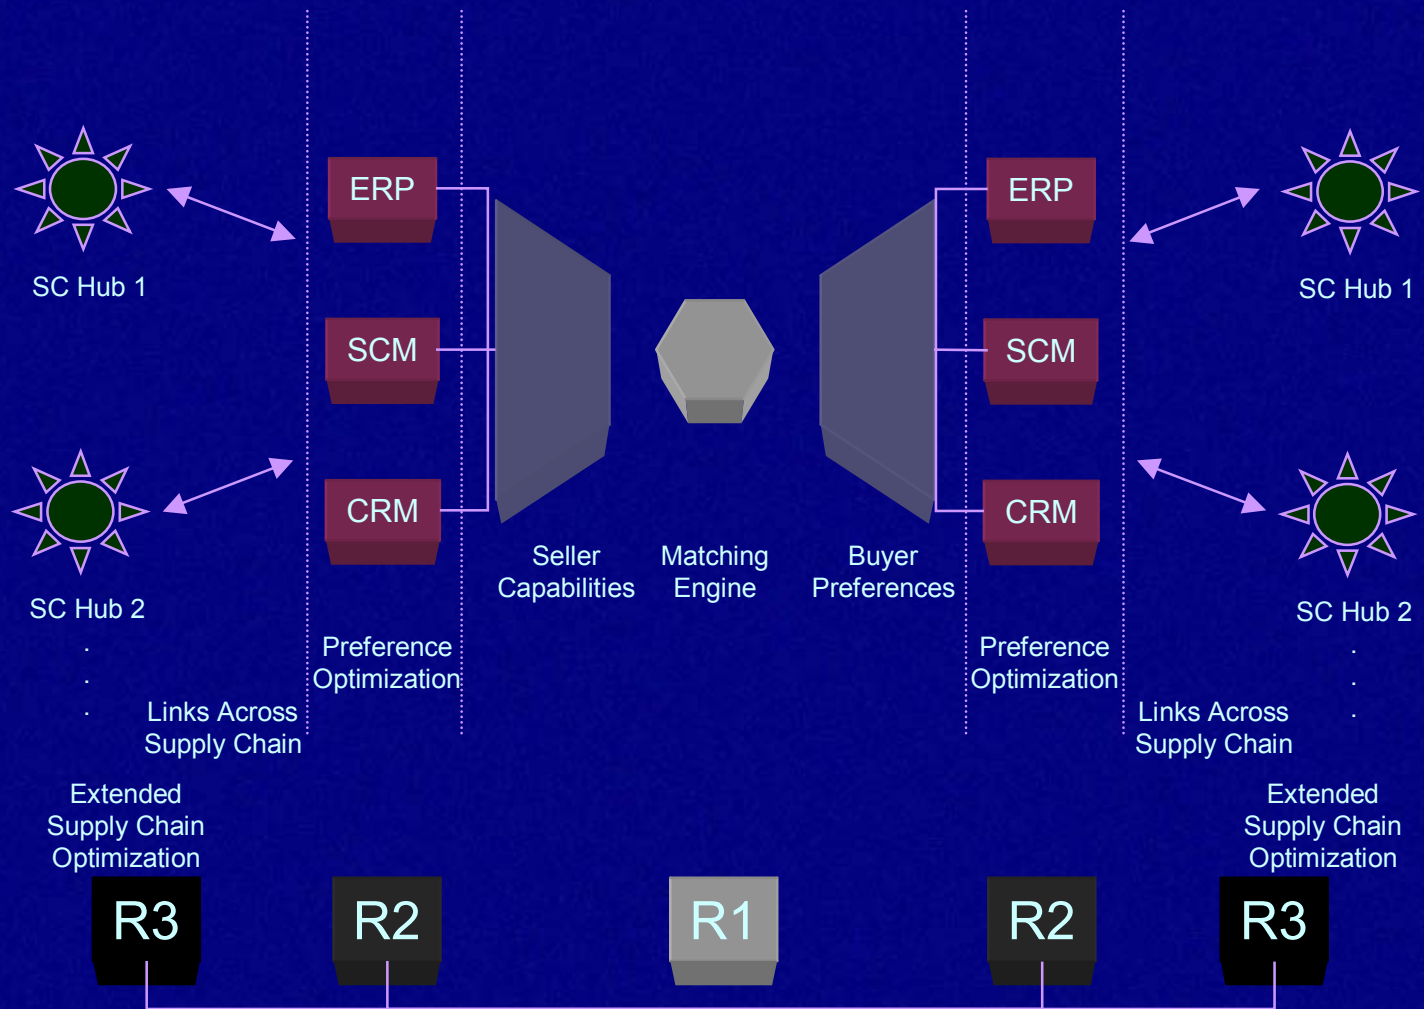 ERP
ERP
SC Hub 1
SC Hub 1
SCM
SCM
CRM
CRM
Seller
Capabilities
Matching
Engine
Buyer
Preferences
SC Hub 2
SC Hub 2
Preference
Optimization
Preference
Optimization
Links Across
Supply Chain
Links Across
Supply Chain
Extended
Supply Chain
Optimization
Extended
Supply Chain
Optimization
R3
R2
R1
R2
R3